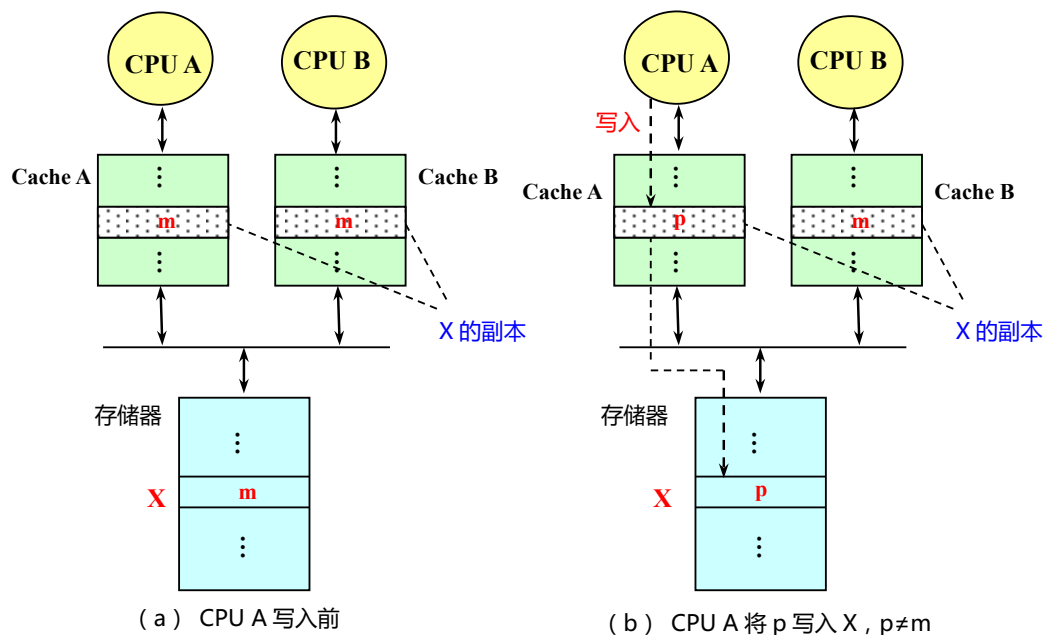 CPU A
CPU B
Cache A
Cache B
⋮
⋮
m
m
⋮
⋮
X 的副本
存储器
⋮
X
m
⋮
( a ) CPU A 写入前
CPU A
CPU B
写入
Cache A
Cache B
⋮
⋮
p
m
⋮
⋮
X 的副本
存储器
⋮
X
p
⋮
( b ) CPU A 将 p 写入 X , p≠m